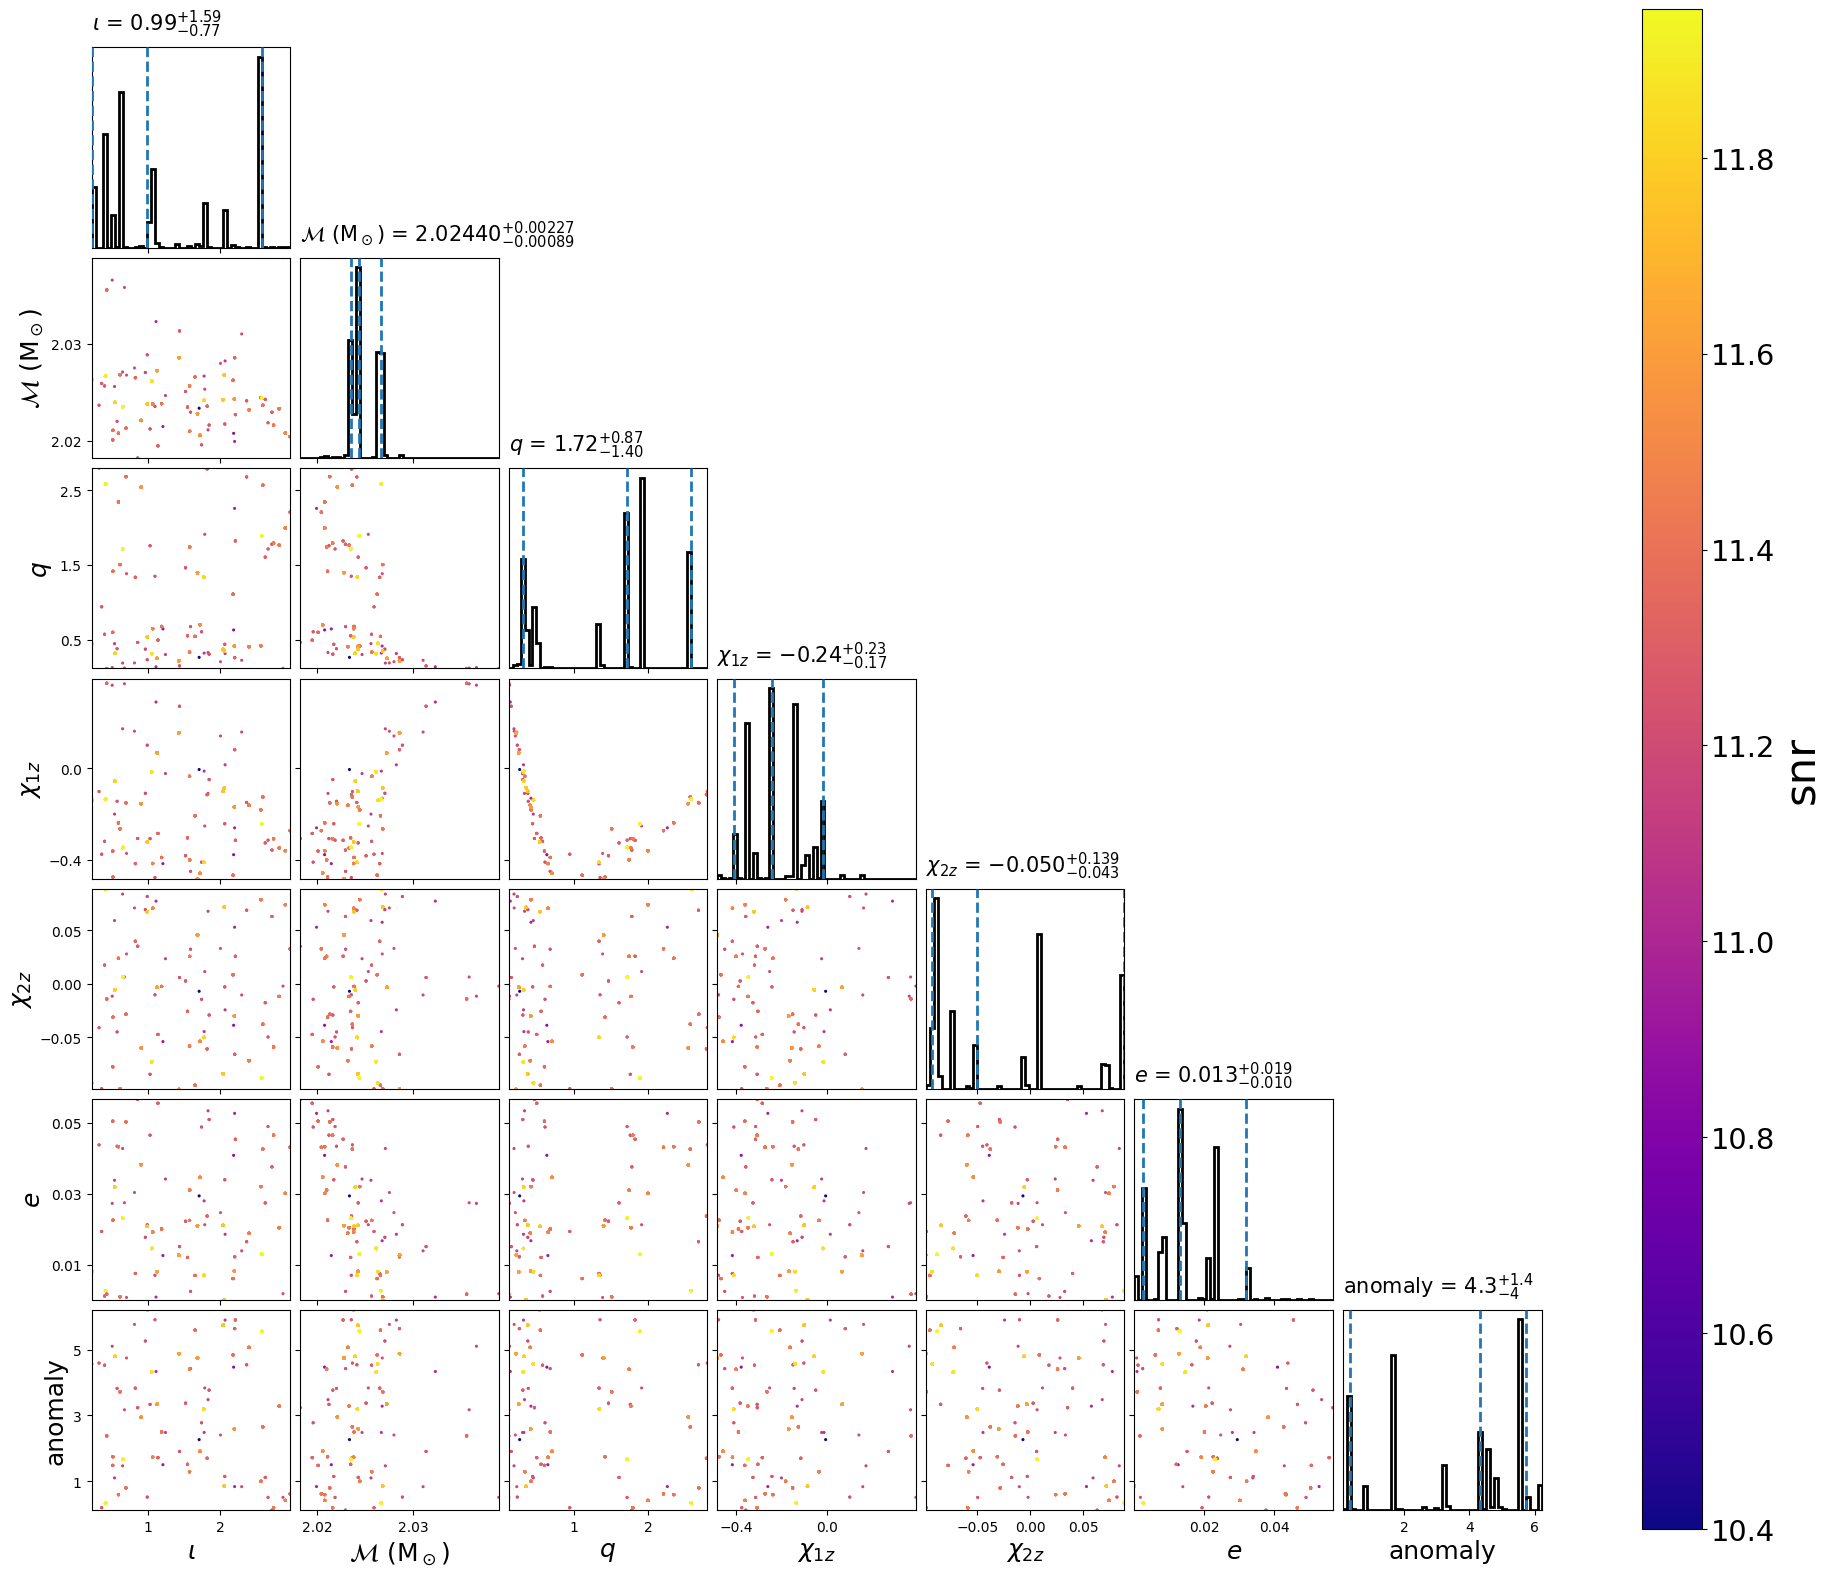 ι = 0.99+1.59−0.77
ℳ (M⊙) = 2.02440+0.00227−0.00089
q = 1.72+0.87−1.40
χ1z = −0.24+0.23−0.17
χ2z = −0.050+0.139−0.043
e = 0.013+0.019−0.010
anomaly = 4.3+1.4−4
ℳ (M⊙)
2.03
2.02
q
2.5
1.5
0.5
χ1z
0.0
−0.4
χ2z
0.05
0.00
−0.05
e
0.05
0.03
0.01
anomaly
5
3
1
1 2
2.02 2.03
1 2
−0.4 0.0
−0.05 0.00 0.05
0.02 0.04
2 4 6
ι
ℳ (M⊙)
q
χ1z
χ2z
e
anomaly
11.8
11.6
11.4
11.2
11.0
10.8
10.6
10.4
snr